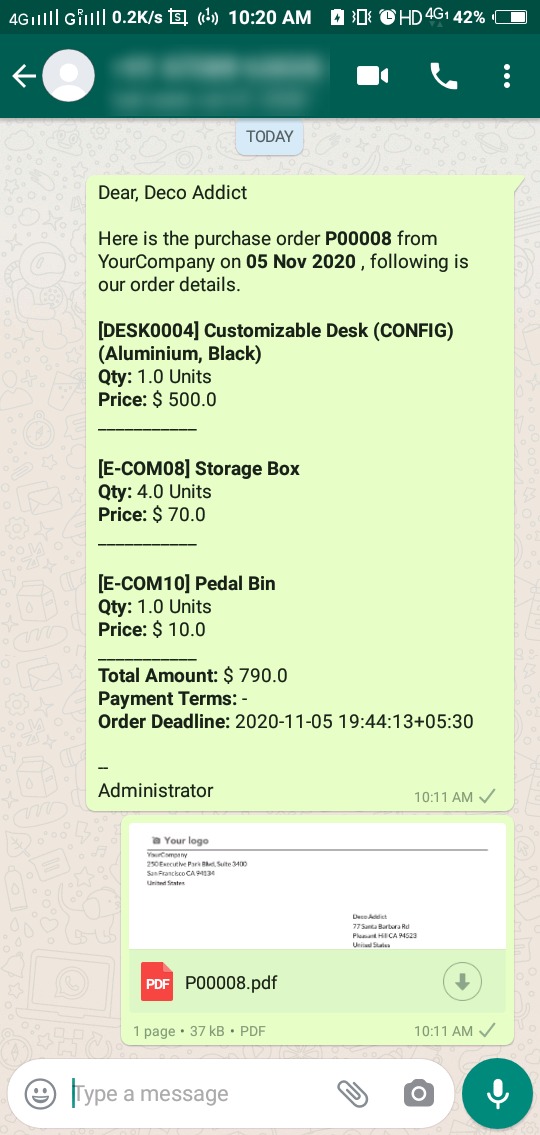 4G 0.2K/s 10:20 AM HD 4G 42%
TODAY
Dear, Deco Addict
Here is the purchase order P00008 from
YourCompany on 05 Nov 2020 , following is
our order details.
[DESK0004] Customizable Desk (CONFIG)
(Aluminium, Black)
Qty: 1.0 Units
Price: $ 500.0
___________
[E-COM08] Storage Box
Qty: 4.0 Units
Price: $ 70.0
___________
[E-COM10] Pedal Bin
Qty: 1.0 Units
Price: $ 10.0
___________
Total Amount: $ 790.0
Payment Terms: -
Order Deadline: 2020-11-05 19:44:13+05:30
--
Administrator
10:11 AM
Your logo
YourCompany
250 Executive Park Blvd, Suite 3400
San Francisco CA 94134
United States
Deco Addict
77 Santa Barbara Rd
Pleasant Hill CA 94523
United States
PDF P00008.pdf
1 page • 37 kB • PDF 10:11 AM
Type a message